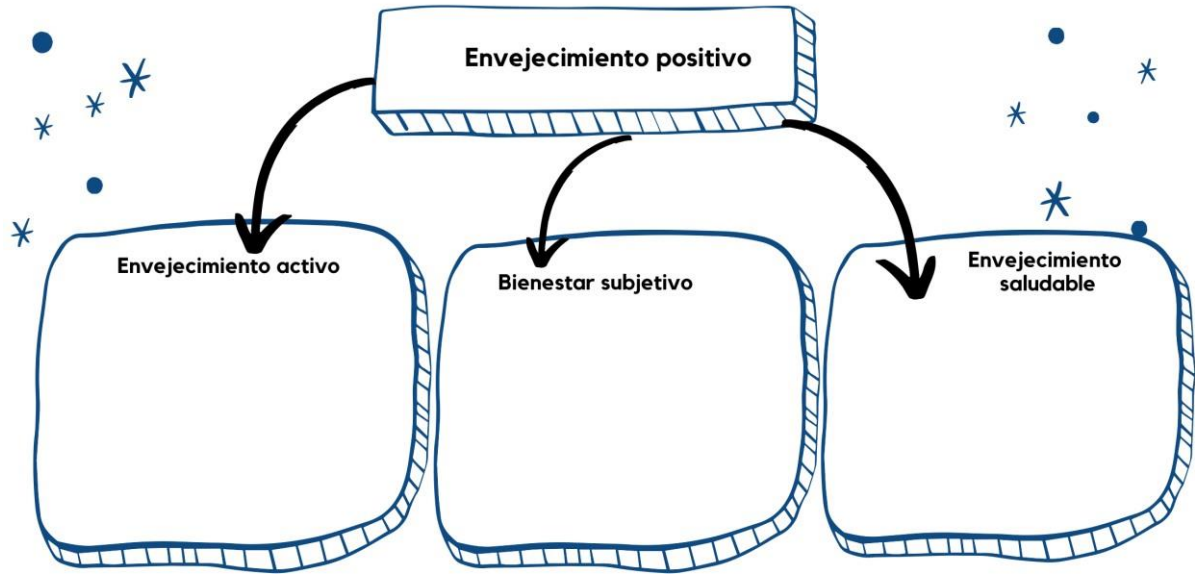 Envejecimiento positivo
Envejecimiento activo
Bienestar subjetivo
Envejecimiento
saludable